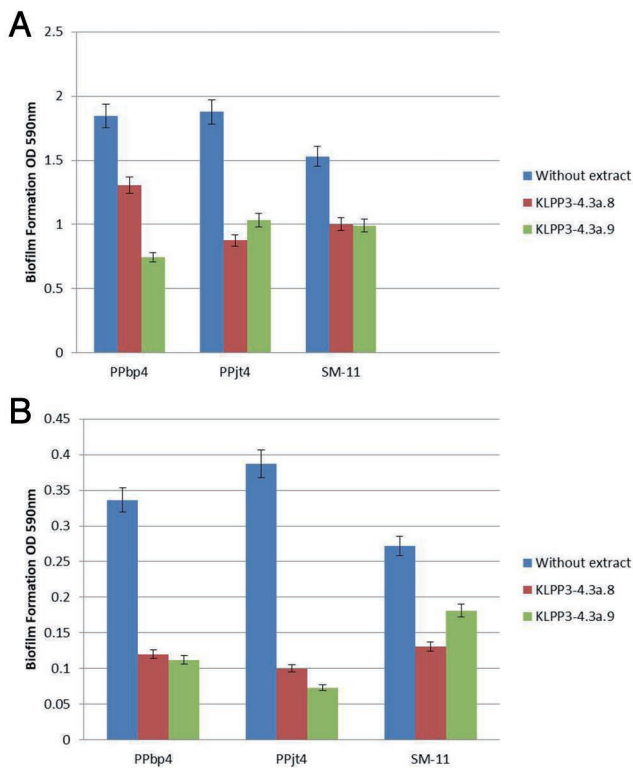 A
Biofilm Formation OD 590nm
2.5
2
1.5
1
0.5
0
PPbp4 PPjt4 SM-11
Without extract
KLPP3-4.3a.8
KLPP3-4.3a.9
B
Biofilm Formation OD 590nm
0.45
0.4
0.35
0.3
0.25
0.2
0.15
0.1
0.05
0
PPbp4 PPjt4 SM-11
Without extract
KLPP3-4.3a.8
KLPP3-4.3a.9